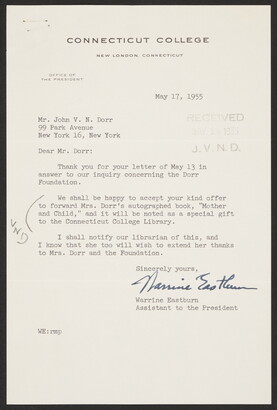 CONNECTICUT COLLEGE
NEW LONDON, CONNECTICUT
OFFICE OF
THE PRESIDENT
May 17, 1955
Mr. John V. N. Dorr
99 Park Avenue
New York 16, New York
RECEIVED
J. V. N. D.
Dear Mr. Dorr:
Thank you for your letter of May 13 in
answer to our inquiry concerning the Dorr
Foundation.
We shall be happy to accept your kind offer
to forward Mrs. Dorr's autographed book, "Mother
and Child," and it will be noted as a special gift
to the Connecticut College Library.
VND
I shall notify our librarian of this, and
I know that she too will wish to extend her thanks
to Mrs. Dorr and the Foundation.
Sincerely yours,
Warrine Eastburn
Warrine Eastburn
Assistant to the President
WE:rmp